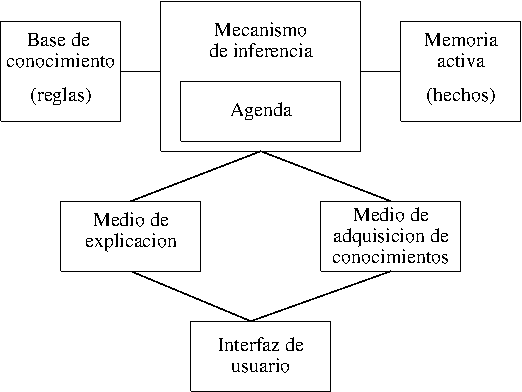 Base de
conocimiento
(reglas)
Mecanismo
de inferencia
Agenda
Memoria
activa
(hechos)
Medio de
explicacion
Medio de
adquisicion de
conocimientos
Interfaz de
usuario